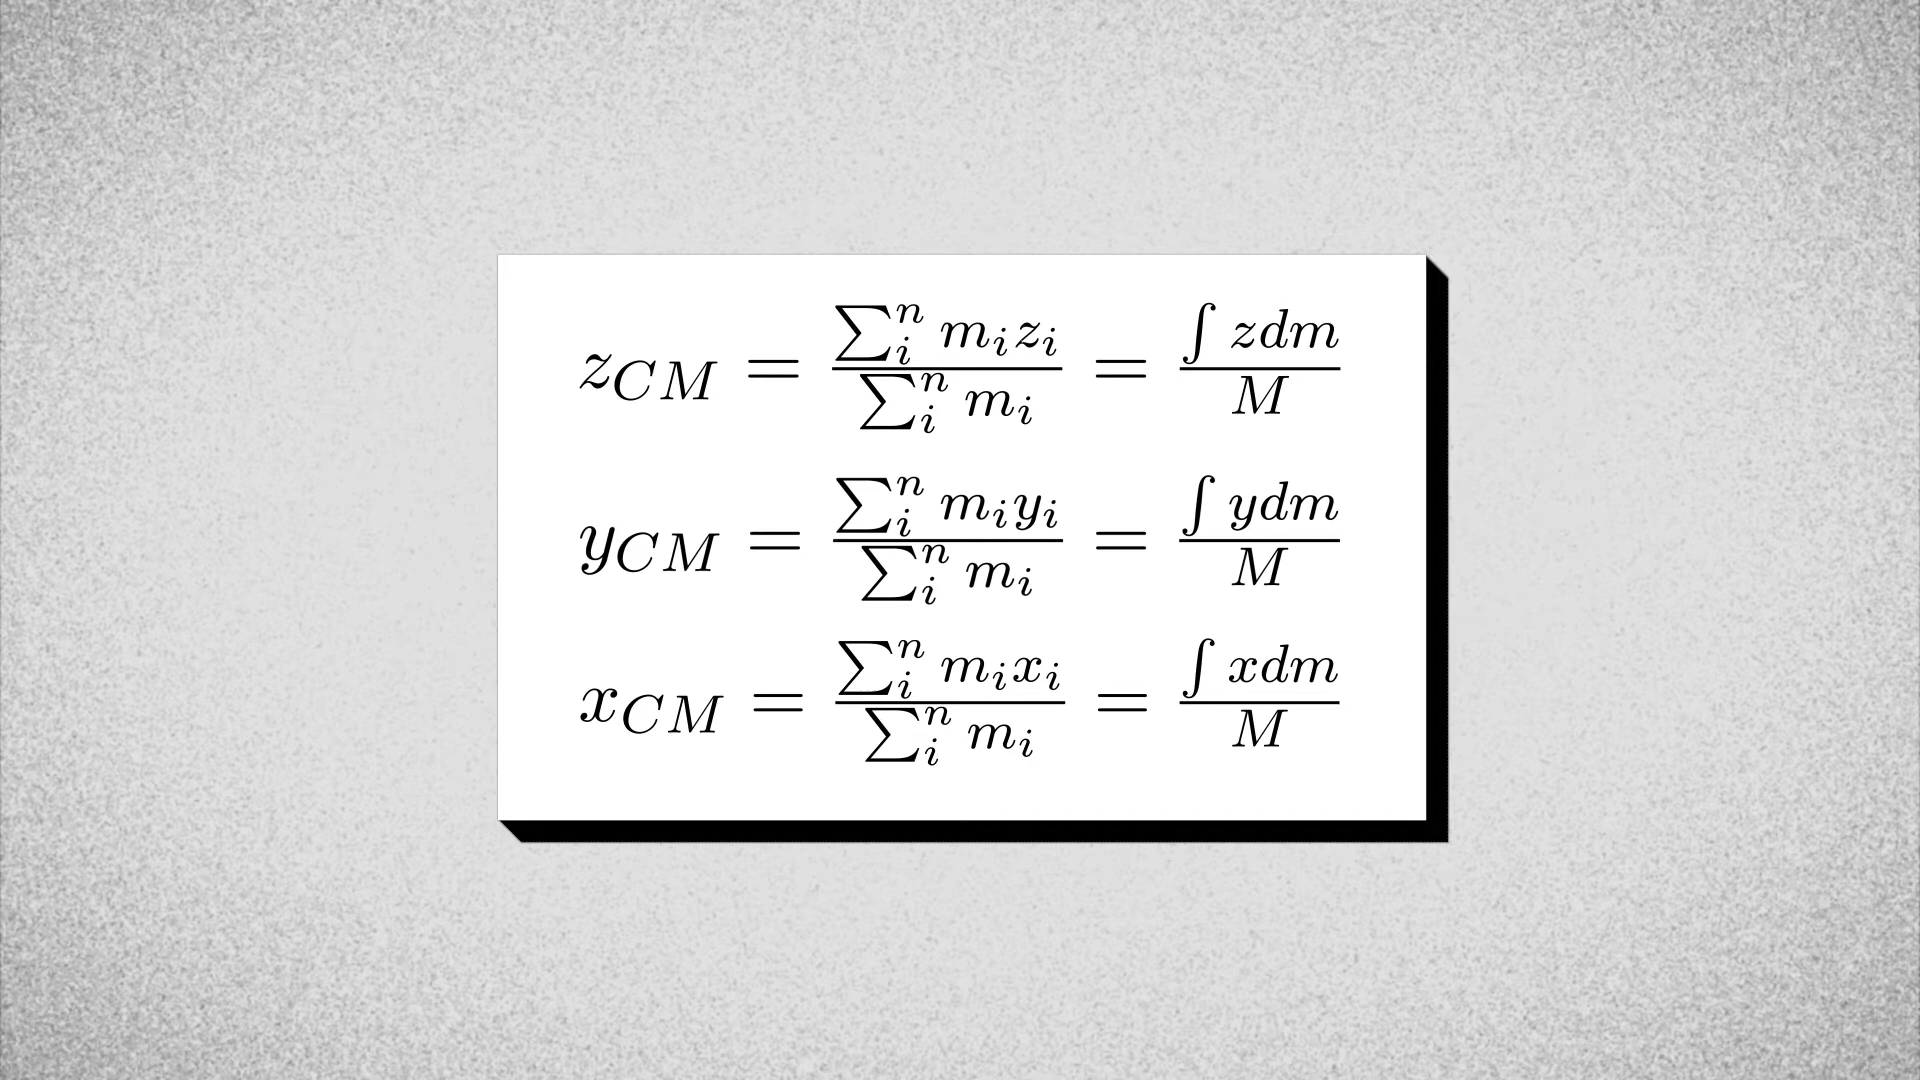 $z_{CM} = \frac{\sum_i^n m_i z_i}{\sum_i^n m_i} = \frac{\int z dm}{M}$
$y_{CM} = \frac{\sum_i^n m_i y_i}{\sum_i^n m_i} = \frac{\int y dm}{M}$
$x_{CM} = \frac{\sum_i^n m_i x_i}{\sum_i^n m_i} = \frac{\int x dm}{M}$